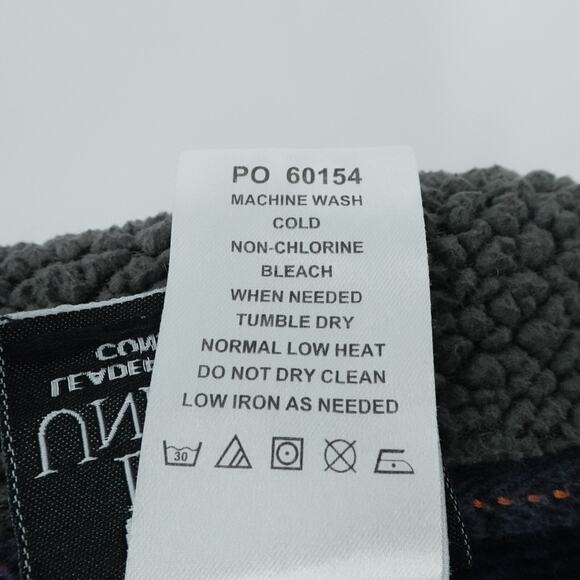 PO 60154
MACHINE WASH
COLD
NON-CHLORINE
BLEACH
WHEN NEEDED
TUMBLE DRY
NORMAL LOW HEAT
DO NOT DRY CLEAN
LOW IRON AS NEEDED
30